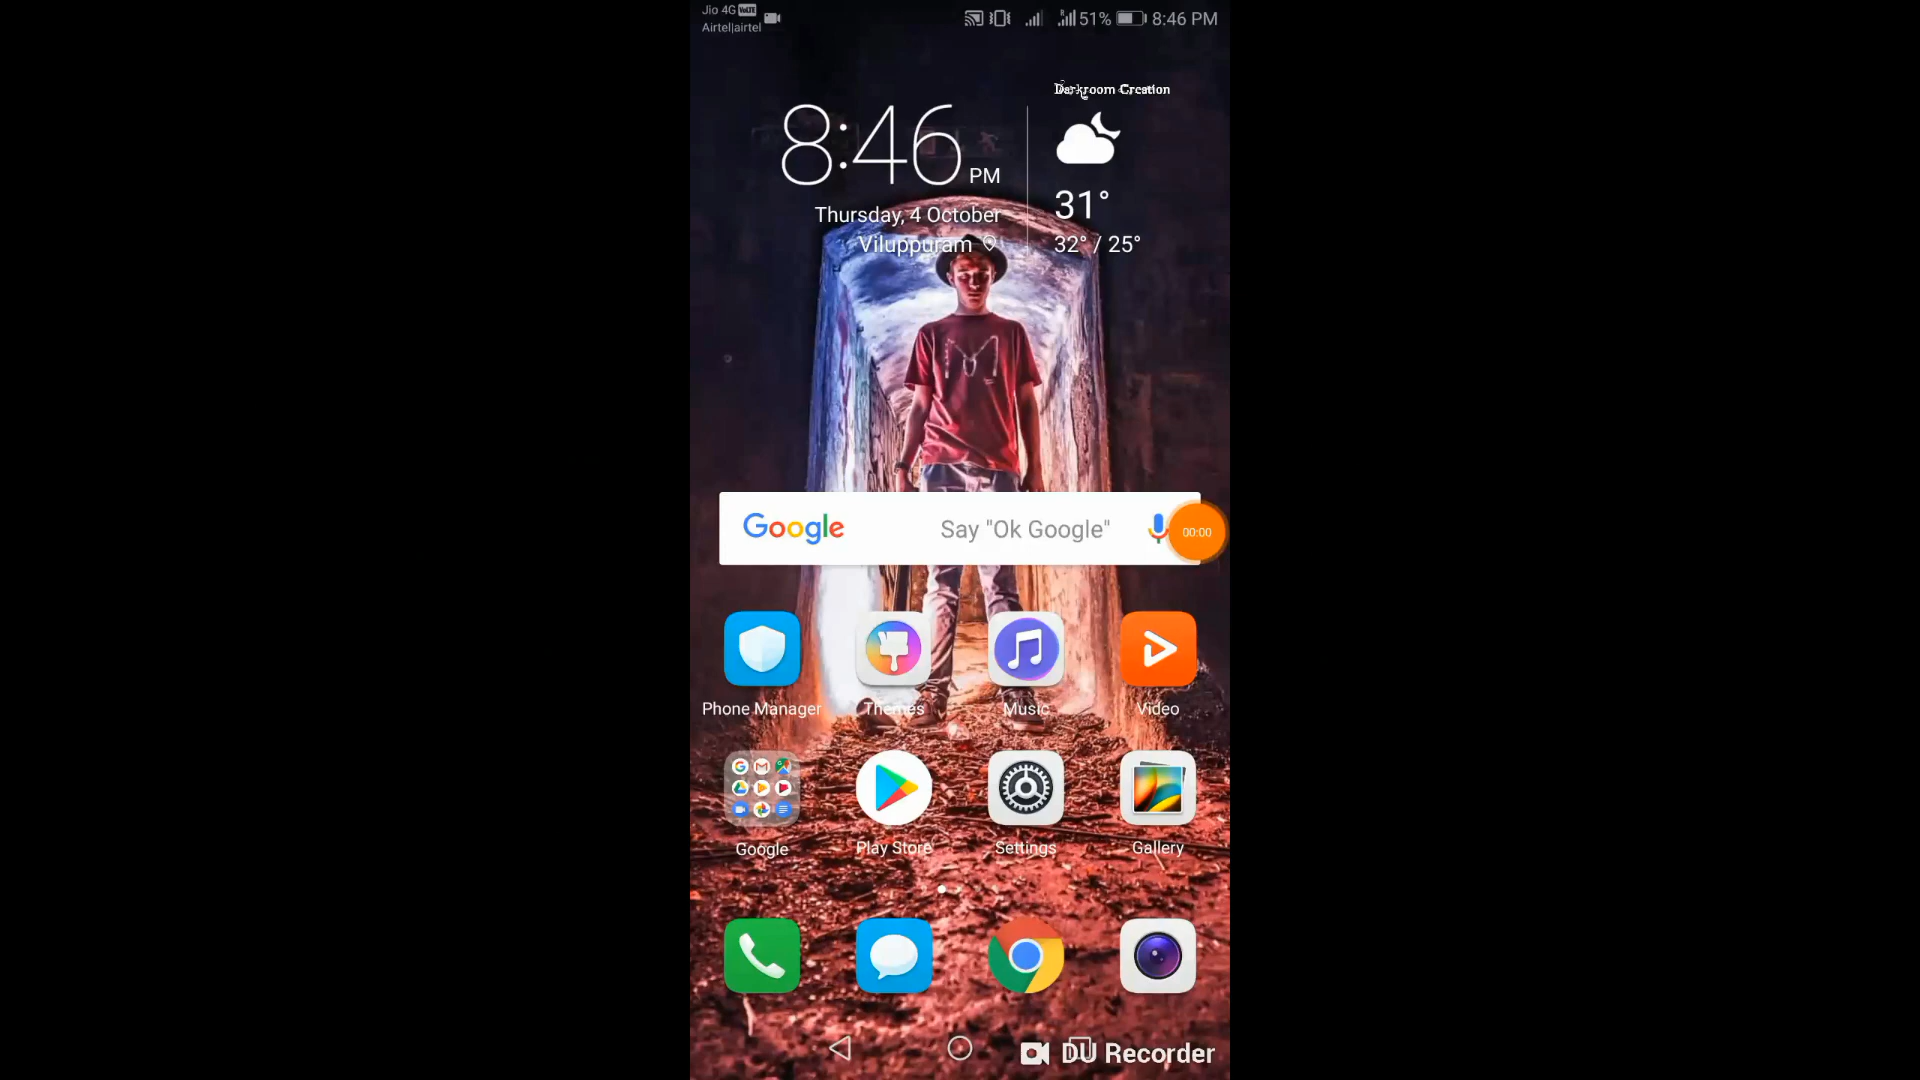 Jio 4G VoLTE
Airtel|airtel
R 51% 8:46 PM
Darkroom Creation
8:46 PM
Thursday, 4 October
Viluppuram
31°
32° / 25°
Google Say "Ok Google"
00:00
Phone Manager Themes Music Video
Google Play Store Settings Gallery
DU Recorder